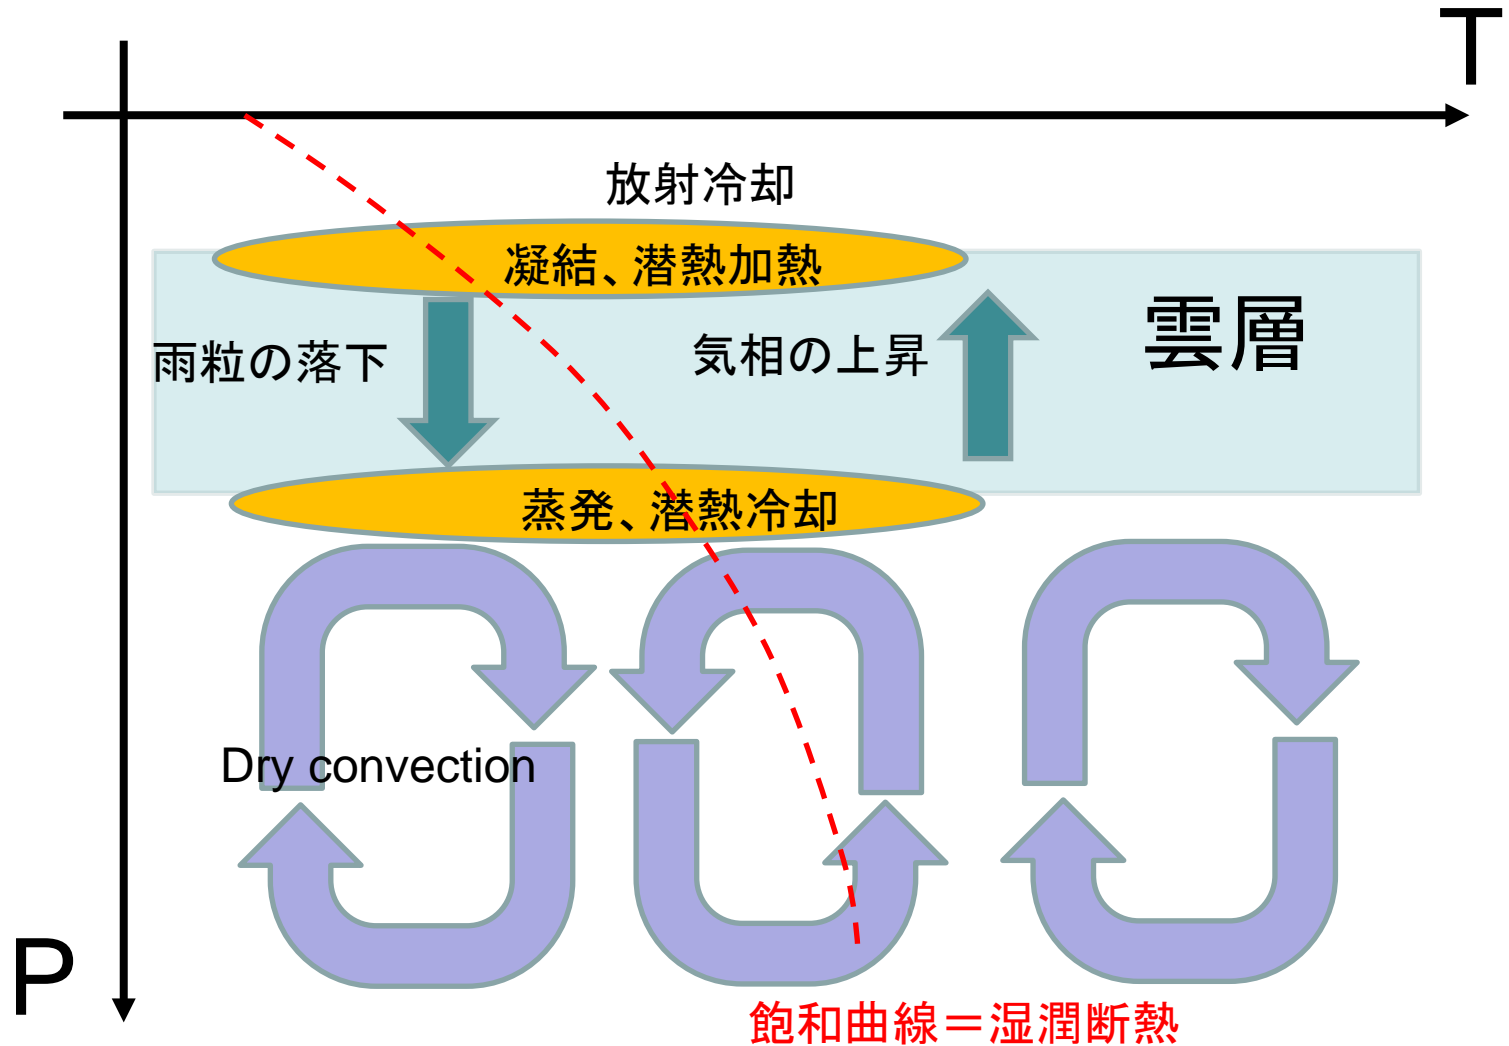 T
放射冷却
凝結、潜熱加熱
雲層
雨粒の落下
気相の上昇
蒸発、潜熱冷却
Dry convection
P
飽和曲線＝湿潤断熱